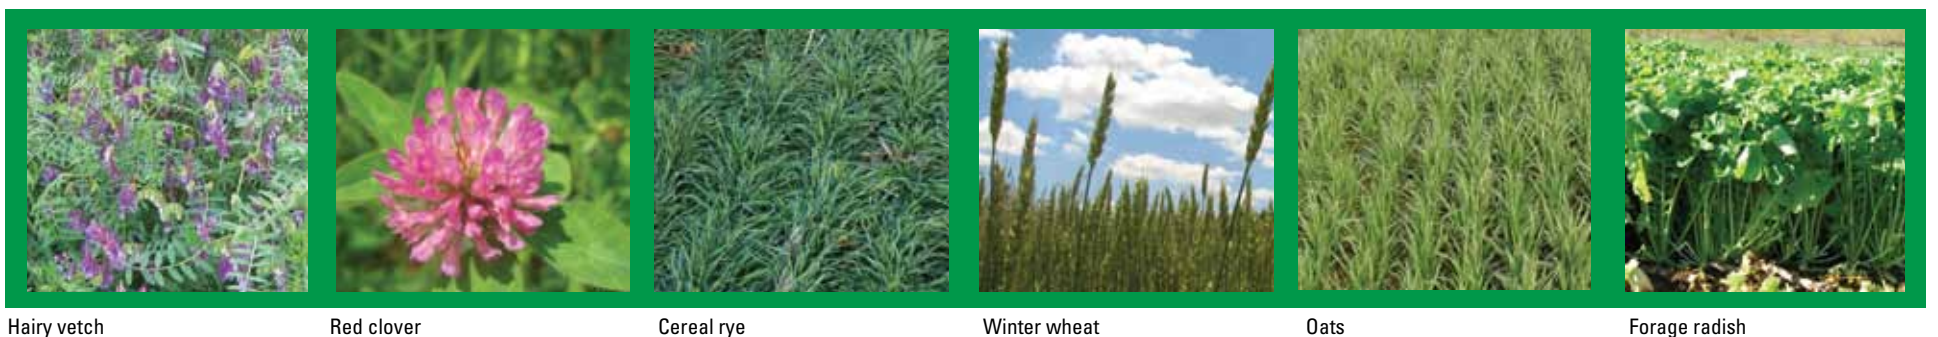 Hairy vetch
Red clover
Cereal rye
Winter wheat
Oats
Forage radish